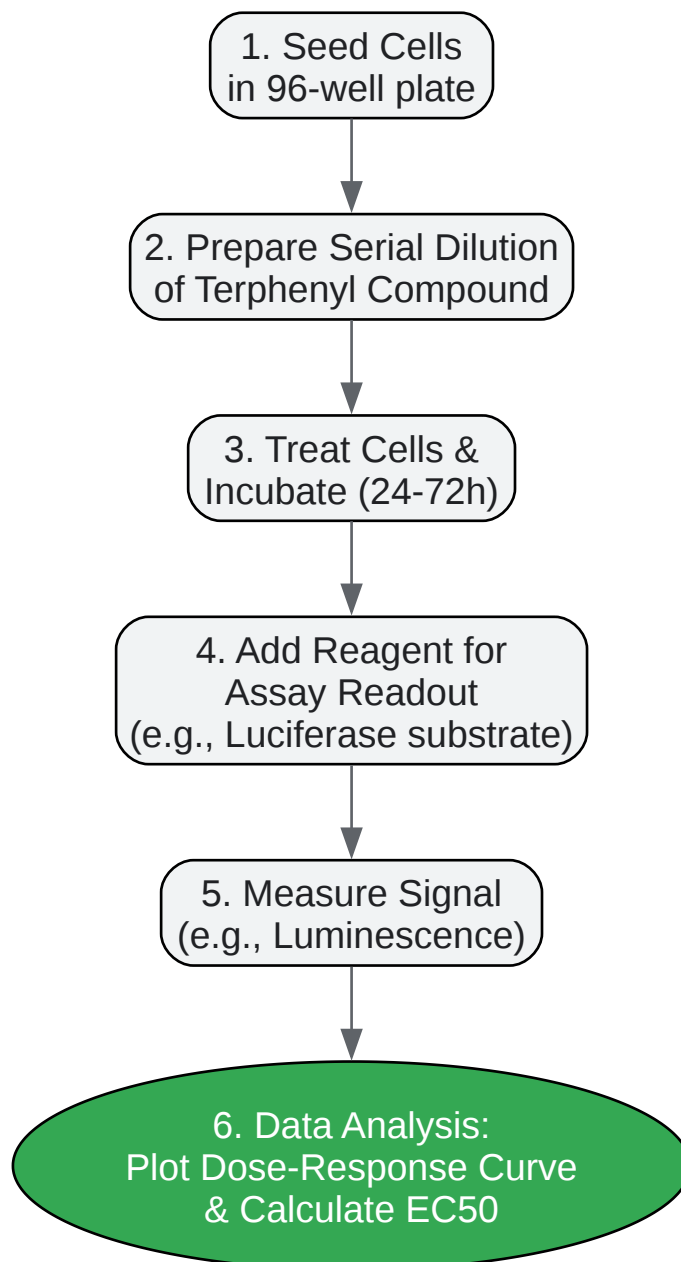 1. Seed Cells
in 96-well plate
2. Prepare Serial Dilution
of Terphenyl Compound
3. Treat Cells &
Incubate (24-72h)
4. Add Reagent for
Assay Readout
(e.g., Luciferase substrate)
5. Measure Signal
(e.g., Luminescence)
6. Data Analysis:
Plot Dose-Response Curve
& Calculate EC50